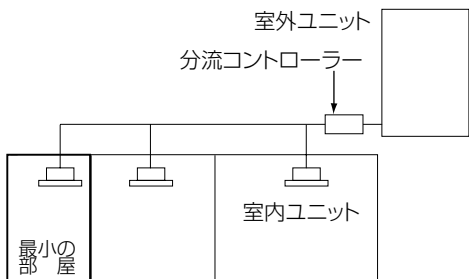 室外ユニット
分流コントローラー
室内ユニット
最小の
部　屋